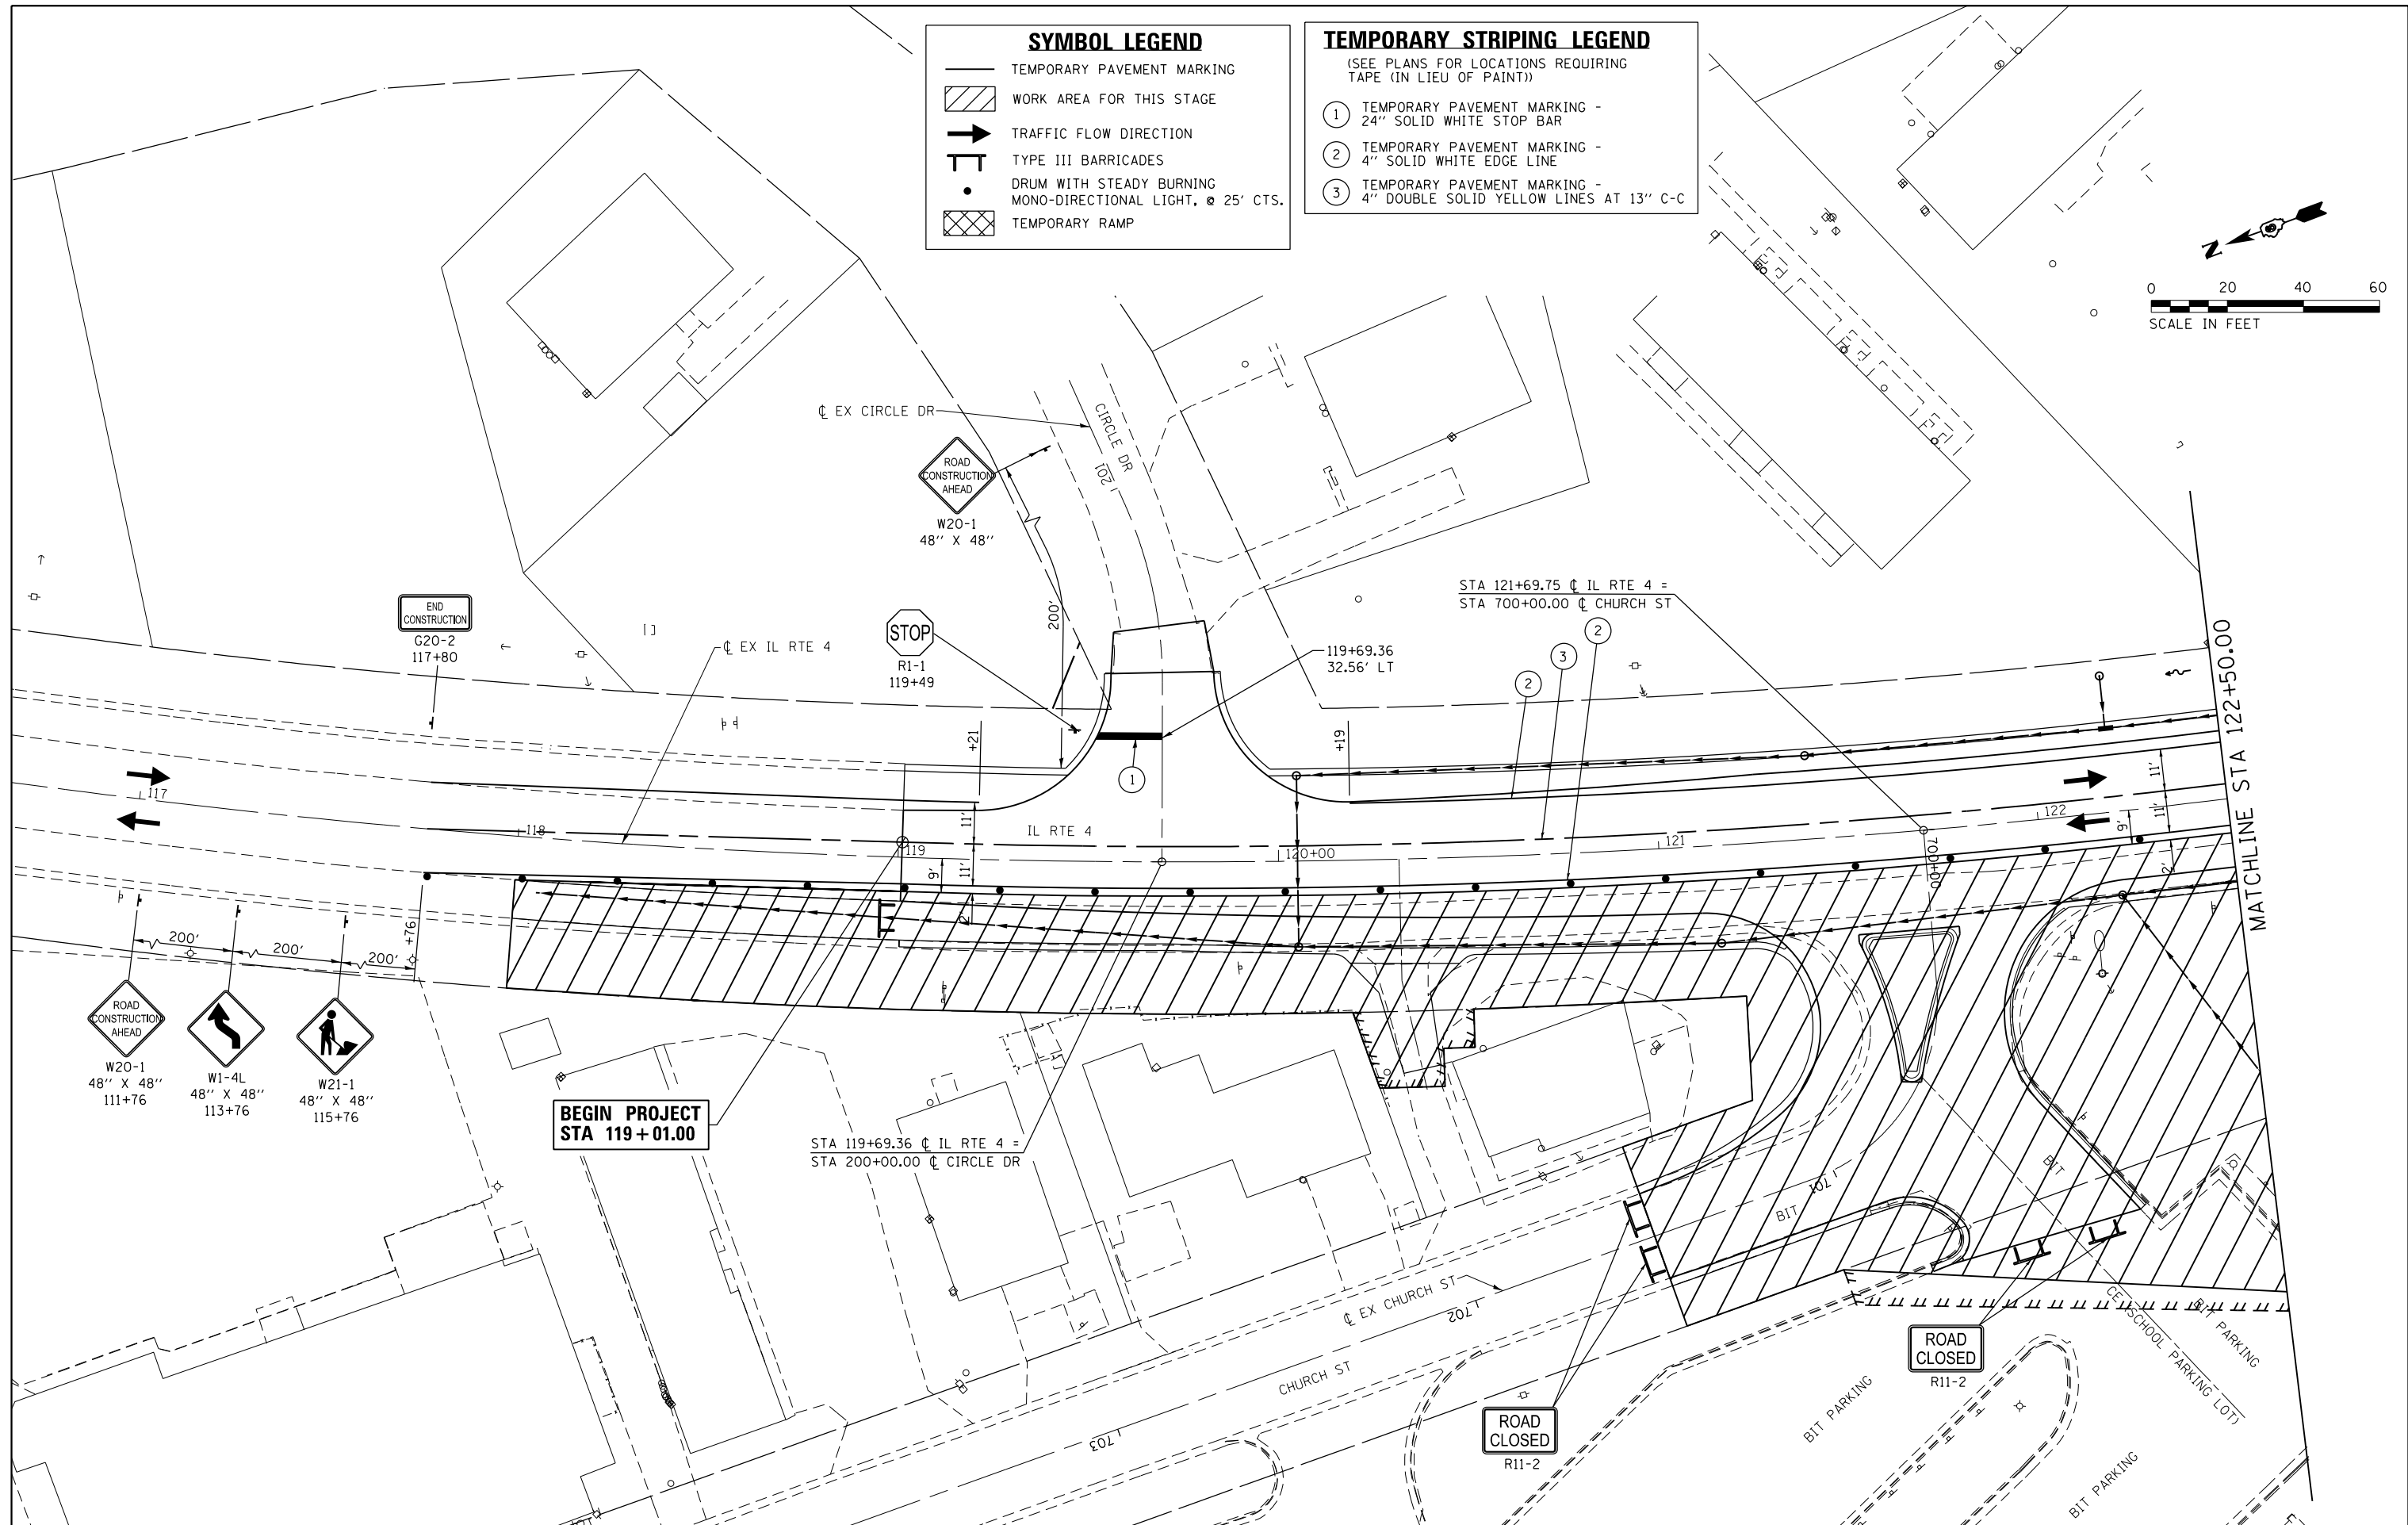 SYMBOL LEGEND
TEMPORARY PAVEMENT MARKING
WORK AREA FOR THIS STAGE
TRAFFIC FLOW DIRECTION
TYPE III BARRICADES
DRUM WITH STEADY BURNING
MONO-DIRECTIONAL LIGHT, @ 25' CTS.
TEMPORARY RAMP
TEMPORARY STRIPING LEGEND
(SEE PLANS FOR LOCATIONS REQUIRING
TAPE (IN LIEU OF PAINT))
1 TEMPORARY PAVEMENT MARKING -
24" SOLID WHITE STOP BAR
2 TEMPORARY PAVEMENT MARKING -
4" SOLID WHITE EDGE LINE
3 TEMPORARY PAVEMENT MARKING -
4" DOUBLE SOLID YELLOW LINES AT 13" C-C
N
0 20 40 60
SCALE IN FEET
℄ EX CIRCLE DR
CIRCLE DR
201
ROAD
CONSTRUCTION
AHEAD
W20-1
48" X 48"
200'
END
CONSTRUCTION
G20-2
117+80
℄ EX IL RTE 4
STOP
R1-1
119+49
119+69.36
32.56' LT
STA 121+69.75 ℄ IL RTE 4 =
STA 700+00.00 ℄ CHURCH ST
2
3
2
1
+21
+19
MATCHLINE STA 122+50.00
117
118
119
120+00
121
122
IL RTE 4
11'
11'
9'
2'
11'
11'
9'
2'
700+00
+76
200'
200'
200'
ROAD
CONSTRUCTION
AHEAD
W20-1
48" X 48"
111+76
W1-4L
48" X 48"
113+76
W21-1
48" X 48"
115+76
BEGIN PROJECT
STA 119+01.00
STA 119+69.36 ℄ IL RTE 4 =
STA 200+00.00 ℄ CIRCLE DR
701
BIT
BIT
℄ EX CHURCH ST
702
CHURCH ST
703
ROAD
CLOSED
R11-2
ROAD
CLOSED
R11-2
BIT PARKING
BIT PARKING
BIT PARKING
SCHOOL PARKING LOT)